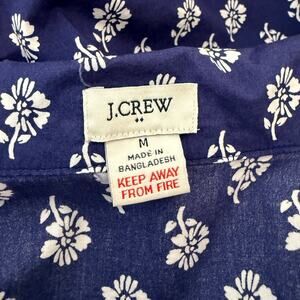 J.CREW
M
MADE IN
BANGLADESH
KEEP AWAY
FROM FIRE